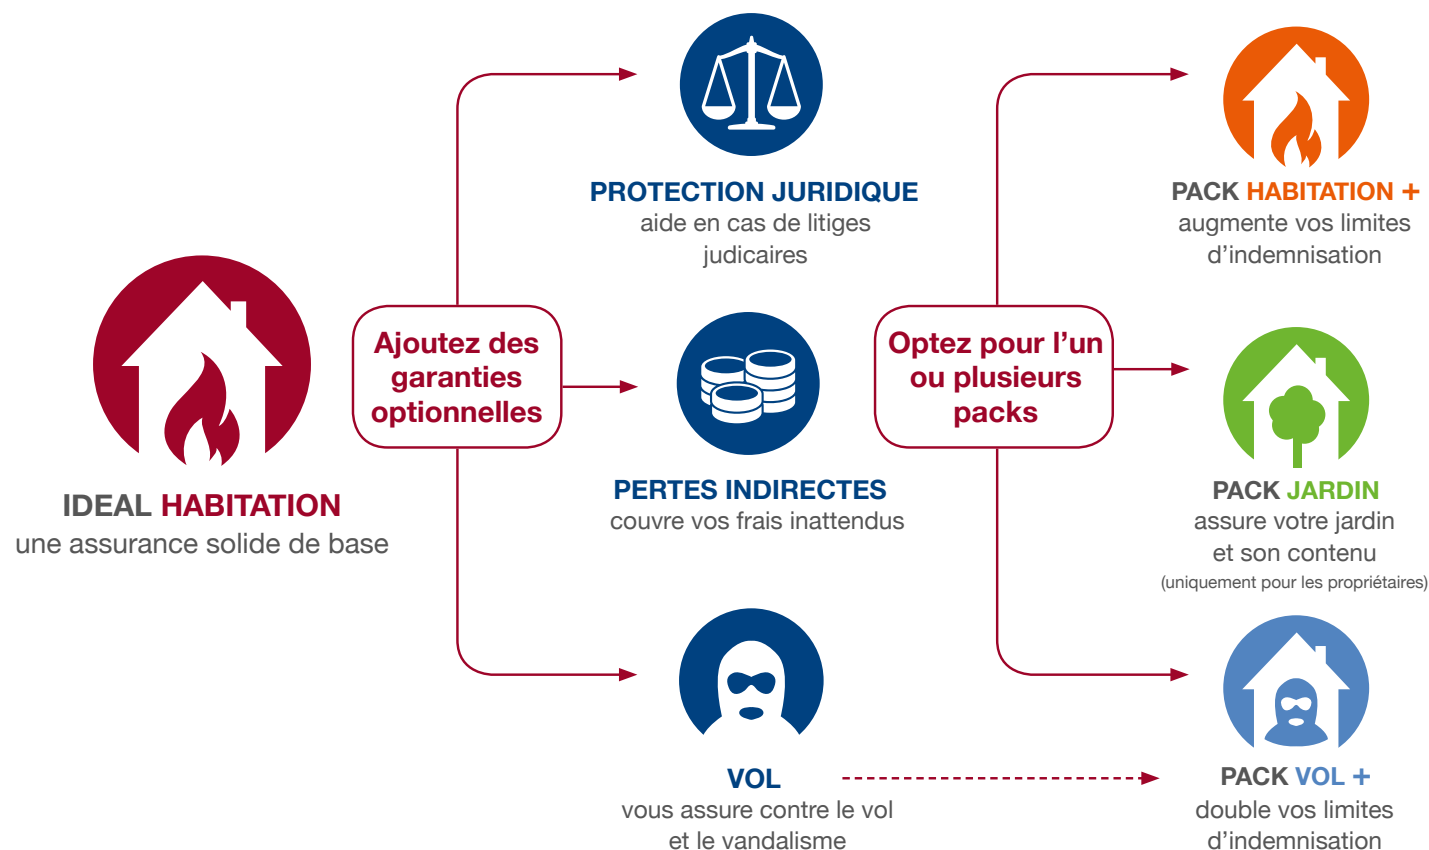 IDEAL HABITATION
une assurance solide de base
Ajoutez des
garanties
optionnelles
PROTECTION JURIDIQUE
aide en cas de litiges
judicaires
PERTES INDIRECTES
couvre vos frais inattendus
VOL
vous assure contre le vol
et le vandalisme
Optez pour l’un
ou plusieurs
packs
PACK HABITATION +
augmente vos limites
d’indemnisation
PACK JARDIN
assure votre jardin
et son contenu
(uniquement pour les propriétaires)
PACK VOL +
double vos limites
d’indemnisation